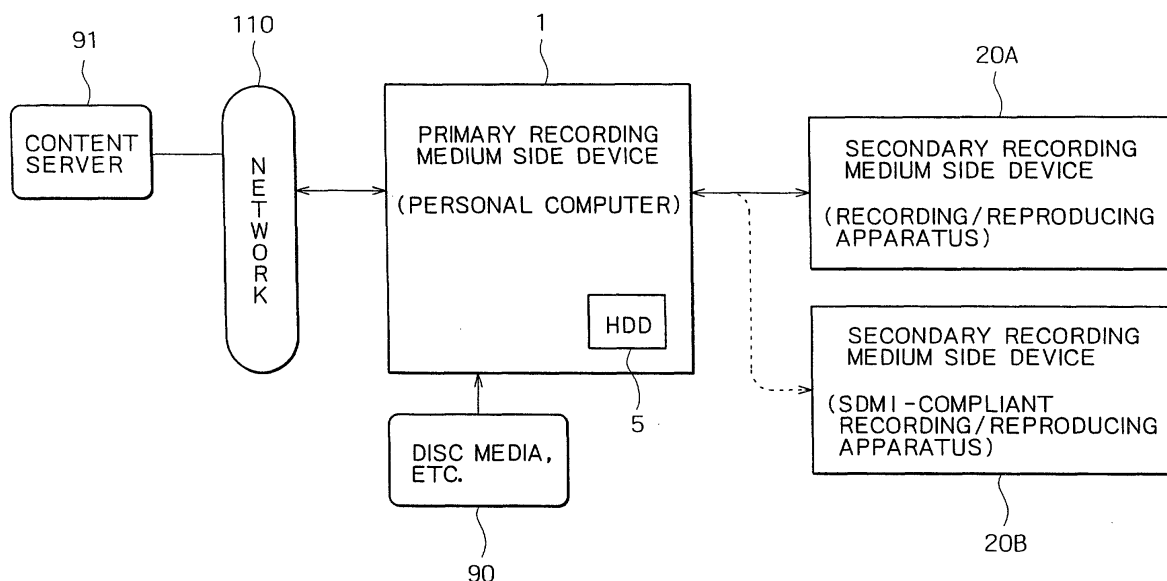 91
110
1
20A
CONTENT
SERVER
NETWORK
PRIMARY RECORDING
MEDIUM SIDE DEVICE
(PERSONAL COMPUTER)
HDD
5
SECONDARY RECORDING
MEDIUM SIDE DEVICE
(RECORDING/REPRODUCING
APPARATUS)
SECONDARY RECORDING
MEDIUM SIDE DEVICE
(SDMI-COMPLIANT
RECORDING/REPRODUCING
APPARATUS)
DISC MEDIA,
ETC.
90
20B